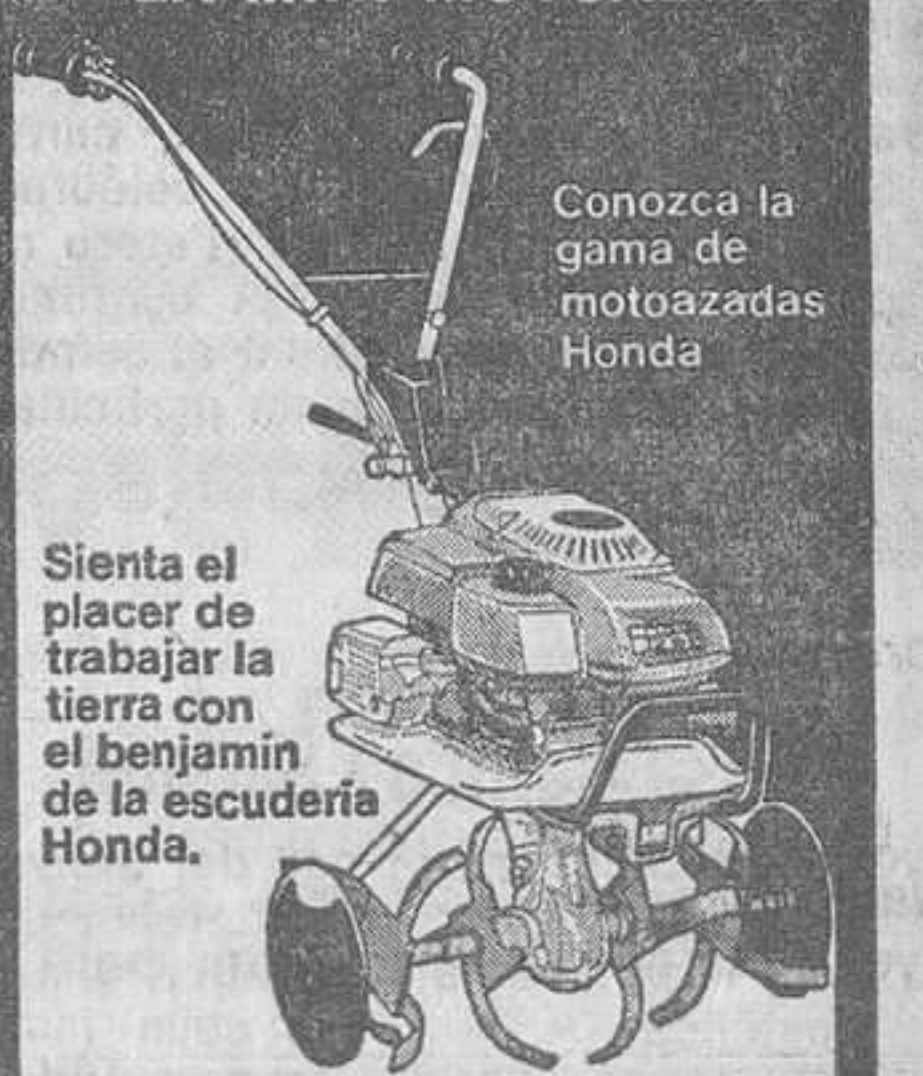 Conozca la
gama de
motoazadas
Honda
Sienta el
placer de
trabajar la
tierra con
el benjamín
de la escudería
Honda.